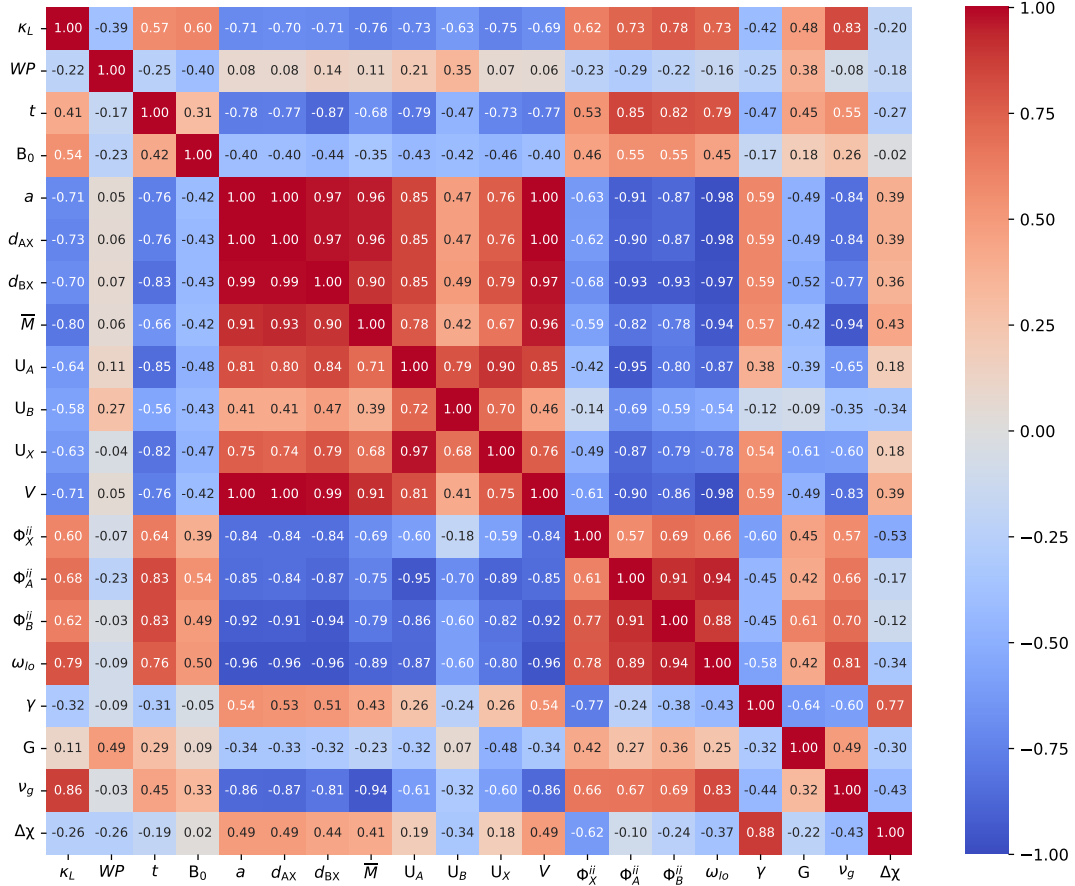 κ_L 1.00 -0.39 0.57 0.60 -0.71 -0.70 -0.71 -0.76 -0.73 -0.63 -0.75 -0.69 0.62 0.73 0.78 0.73 -0.42 0.48 0.83 -0.20
WP -0.22 1.00 -0.25 -0.40 0.08 0.08 0.14 0.11 0.21 0.35 0.07 0.06 -0.23 -0.29 -0.22 -0.16 -0.25 0.38 -0.08 -0.18
t 0.41 -0.17 1.00 0.31 -0.78 -0.77 -0.87 -0.68 -0.79 -0.47 -0.73 -0.77 0.53 0.85 0.82 0.79 -0.47 0.45 0.55 -0.27
B₀ 0.54 -0.23 0.42 1.00 -0.40 -0.40 -0.44 -0.35 -0.43 -0.42 -0.46 -0.40 0.46 0.55 0.55 0.45 -0.17 0.18 0.26 -0.02
a -0.71 0.05 -0.76 -0.42 1.00 1.00 0.97 0.96 0.85 0.47 0.76 1.00 -0.63 -0.91 -0.87 -0.98 0.59 -0.49 -0.84 0.39
d_AX -0.73 0.06 -0.76 -0.43 1.00 1.00 0.97 0.96 0.85 0.47 0.76 1.00 -0.62 -0.90 -0.87 -0.98 0.59 -0.49 -0.84 0.39
d_BX -0.70 0.07 -0.83 -0.43 0.99 0.99 1.00 0.90 0.85 0.49 0.79 0.97 -0.68 -0.93 -0.93 -0.97 0.60 -0.52 -0.77 0.36
M̅ -0.80 0.06 -0.66 -0.42 0.91 0.93 0.90 1.00 0.78 0.42 0.67 0.96 -0.59 -0.82 -0.78 -0.94 0.57 -0.42 -0.94 0.43
U_A -0.64 0.11 -0.85 -0.48 0.81 0.80 0.84 0.71 1.00 0.79 0.90 0.85 -0.42 -0.95 -0.80 -0.87 0.38 -0.39 -0.65 0.18
U_B -0.58 0.27 -0.56 -0.43 0.41 0.41 0.47 0.39 0.72 1.00 0.70 0.46 -0.14 -0.69 -0.59 -0.54 -0.12 -0.09 -0.35 -0.34
U_X -0.63 -0.04 -0.82 -0.47 0.75 0.74 0.79 0.68 0.97 0.68 1.00 0.76 -0.49 -0.87 -0.79 -0.78 0.54 -0.61 -0.60 0.18
V -0.71 0.05 -0.76 -0.42 1.00 1.00 0.99 0.91 0.81 0.41 0.75 1.00 -0.61 -0.90 -0.86 -0.98 0.59 -0.49 -0.83 0.39
Φ_X^ii 0.60 -0.07 0.64 0.39 -0.84 -0.84 -0.84 -0.69 -0.60 -0.18 -0.59 -0.84 1.00 0.57 0.69 0.66 -0.60 0.45 0.57 -0.53
Φ_A^ii 0.68 -0.23 0.83 0.54 -0.85 -0.84 -0.87 -0.75 -0.95 -0.70 -0.89 -0.85 0.61 1.00 0.91 0.94 -0.45 0.42 0.66 -0.17
Φ_B^ii 0.62 -0.03 0.83 0.49 -0.92 -0.91 -0.94 -0.79 -0.86 -0.60 -0.82 -0.92 0.77 0.91 1.00 0.88 -0.45 0.61 0.70 -0.12
ω_lo 0.79 -0.09 0.76 0.50 -0.96 -0.96 -0.96 -0.89 -0.87 -0.60 -0.80 -0.96 0.78 0.89 0.94 1.00 -0.58 0.42 0.81 -0.34
γ -0.32 -0.09 -0.31 -0.05 0.54 0.53 0.51 0.43 0.26 -0.24 0.26 0.54 -0.77 -0.24 -0.38 -0.43 1.00 -0.64 -0.60 0.77
G 0.11 0.49 0.29 0.09 -0.34 -0.33 -0.32 -0.23 -0.32 0.07 -0.48 -0.34 0.42 0.27 0.36 0.25 -0.32 1.00 0.49 -0.30
ν_g 0.86 -0.03 0.45 0.33 -0.86 -0.87 -0.81 -0.94 -0.61 -0.32 -0.60 -0.86 0.66 0.67 0.69 0.83 -0.44 0.32 1.00 -0.43
Δχ -0.26 -0.26 -0.19 0.02 0.49 0.49 0.44 0.41 0.19 -0.34 0.18 0.49 -0.62 -0.10 -0.24 -0.37 0.88 -0.22 -0.43 1.00
κ_L WP t B₀ a d_AX d_BX M̅ U_A U_B U_X V Φ_X^ii Φ_A^ii Φ_B^ii ω_lo γ G ν_g Δχ
1.00
0.75
0.50
0.25
0.00
−0.25
−0.50
−0.75
−1.00